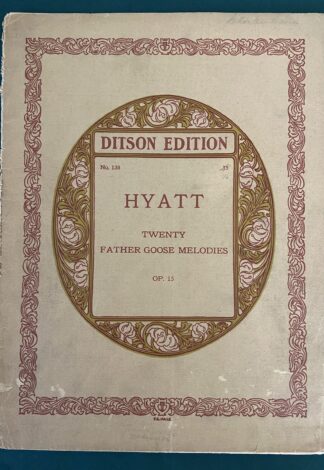 DITSON EDITION
No. 138
HYATT
TWENTY
FATHER GOOSE MELODIES
OP. 15